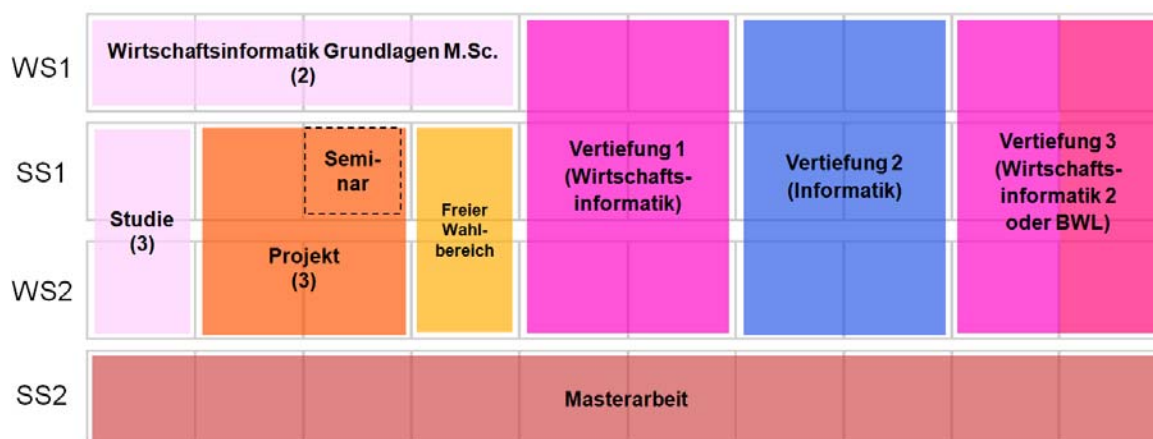 WS1
Wirtschaftsinformatik Grundlagen M.Sc.
(2)
SS1
Studie
(3)
Semi-
nar
Projekt
(3)
Freier
Wahl-
bereich
Vertiefung 1
(Wirtschafts-
informatik)
Vertiefung 2
(Informatik)
Vertiefung 3
(Wirtschafts-
informatik 2
oder BWL)
WS2
SS2
Masterarbeit